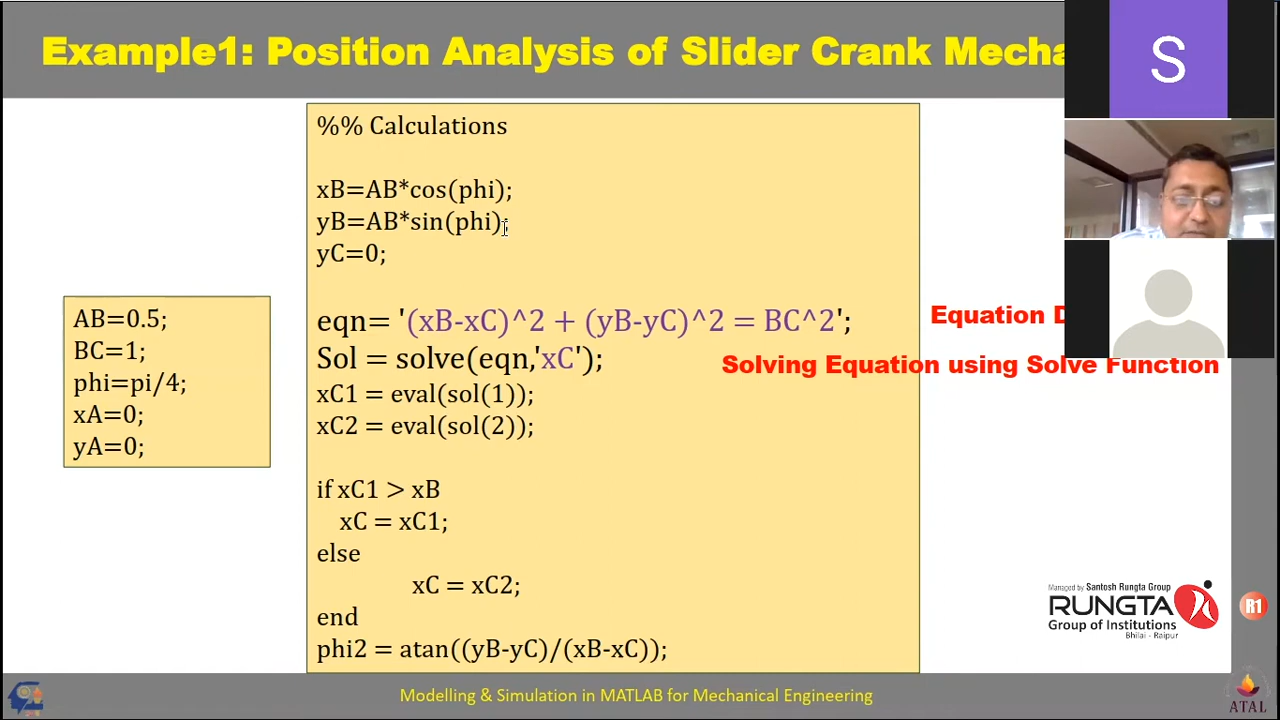 Example1: Position Analysis of Slider Crank Mecha
S
%% Calculations
xB=AB*cos(phi);
yB=AB*sin(phi);
yC=0;
AB=0.5;
BC=1;
phi=pi/4;
xA=0;
yA=0;
eqn= '(xB-xC)^2 + (yB-yC)^2 = BC^2';
Equation D
Sol = solve(eqn,'xC');
Solving Equation using Solve Function
xC1 = eval(sol(1));
xC2 = eval(sol(2));
if xC1 > xB
xC = xC1;
else
xC = xC2;
end
phi2 = atan((yB-yC)/(xB-xC));
Managed by Santosh Rungta Group
RUNGTA
Group of Institutions
Bhilai - Raipur
R1
Modelling & Simulation in MATLAB for Mechanical Engineering
ATAL